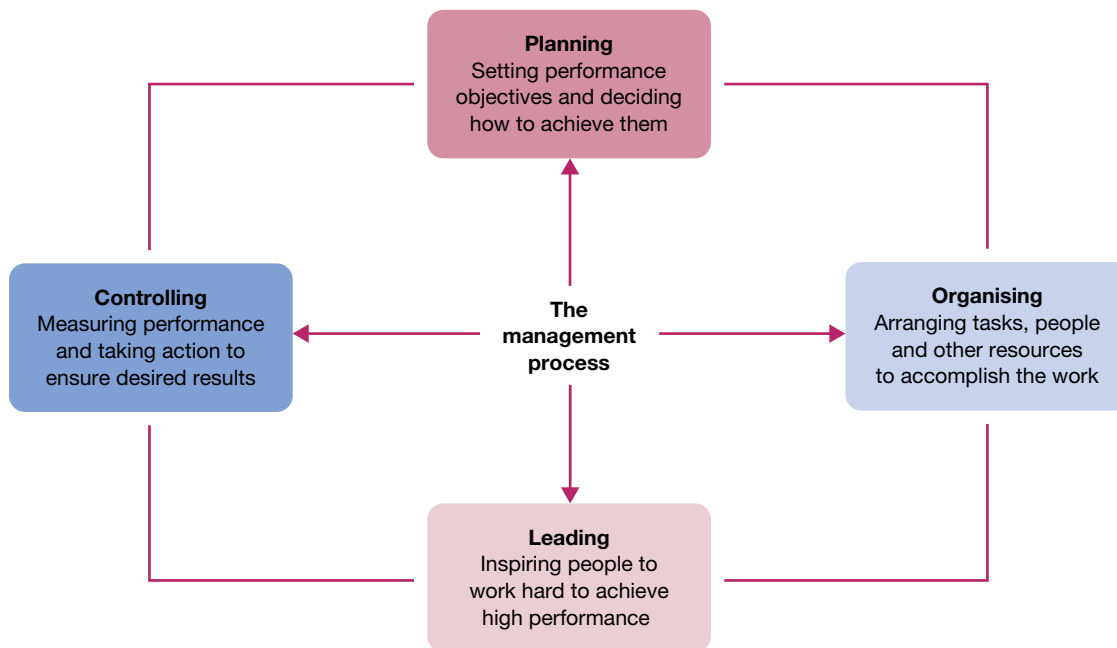 Planning
Setting performance
objectives and deciding
how to achieve them
Controlling
Measuring performance
and taking action to
ensure desired results
The
management
process
Organising
Arranging tasks, people
and other resources
to accomplish the work
Leading
Inspiring people to
work hard to achieve
high performance